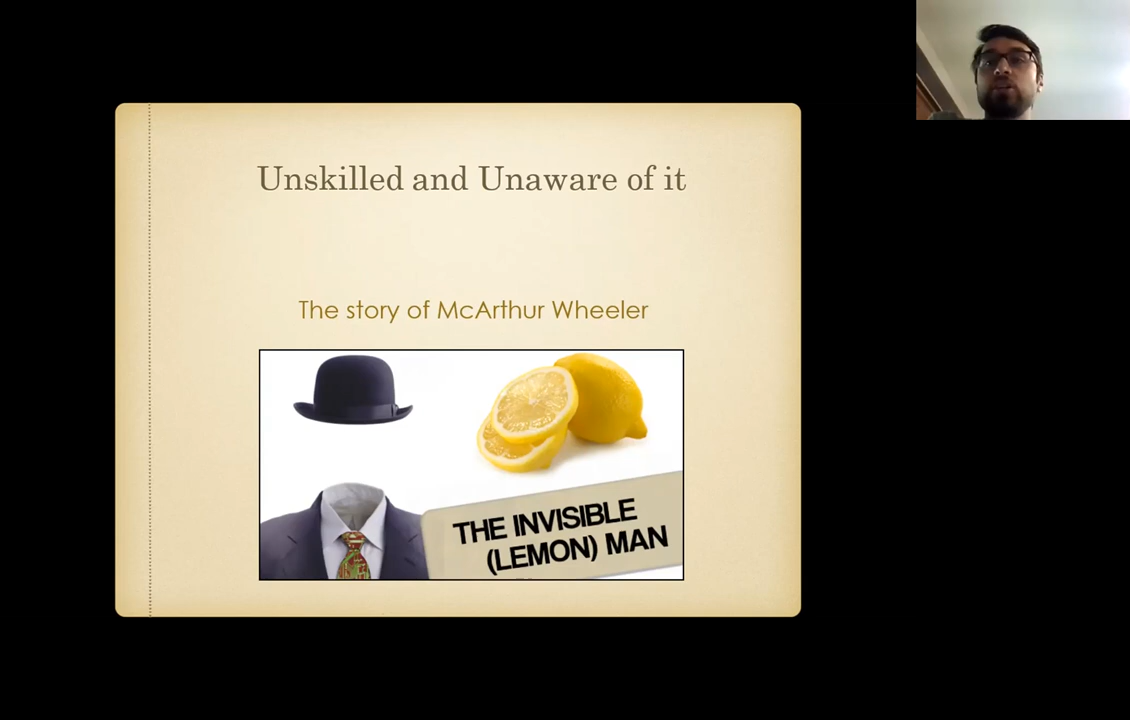 Unskilled and Unaware of it
The story of McArthur Wheeler
THE INVISIBLE
(LEMON) MAN